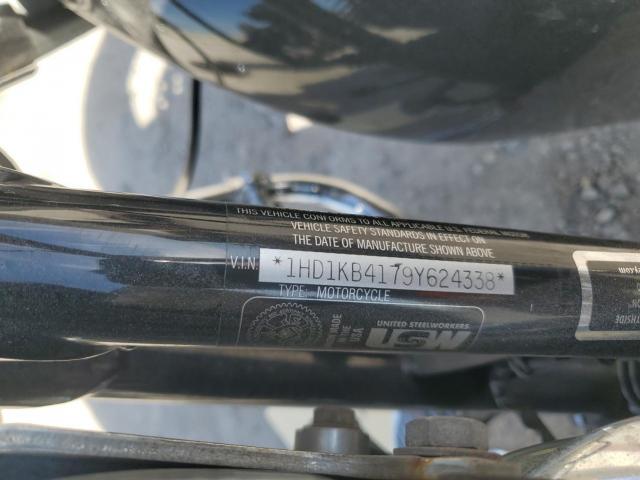 THIS VEHICLE CONFORMS TO ALL APPLICABLE U.S. FEDERAL MOTOR
VEHICLE SAFETY STANDARDS IN EFFECT ON
THE DATE OF MANUFACTURE SHOWN ABOVE
V.I.N. *1HD1KB4179Y624338*
TYPE: MOTORCYCLE
MADE
IN THE
USA
UNITED STEELWORKERS
USW